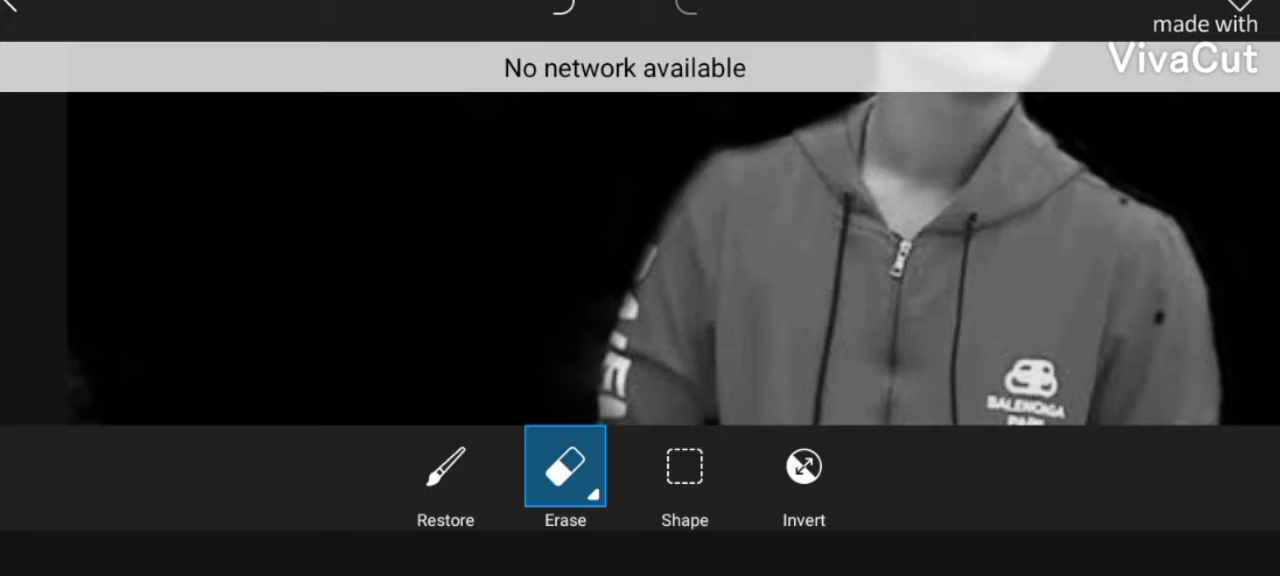 made with
VivaCut
No network available
BALENCIAGA
Restore
Erase
Shape
Invert